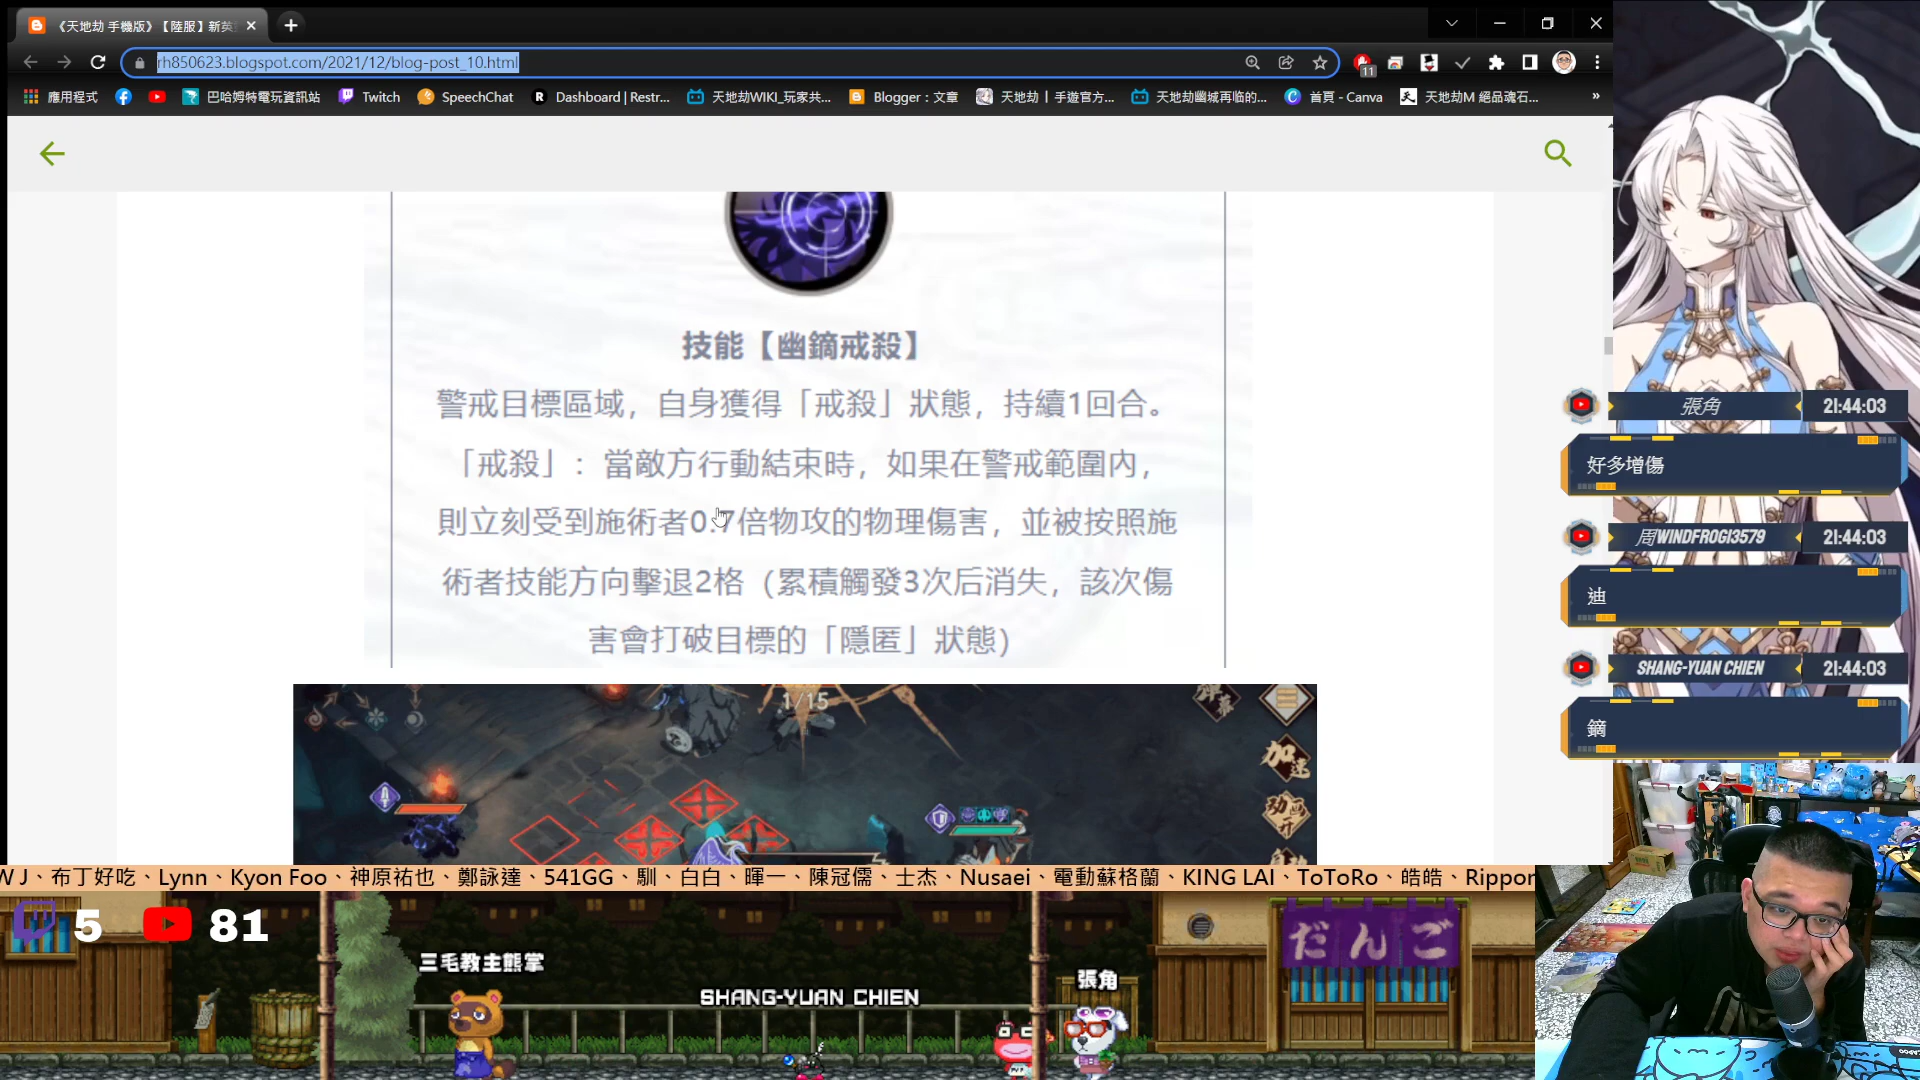 《天地劫 手機版》【陸服】新英
rh850623.blogspot.com/2021/12/blog-post_10.html
11
應用程式
巴哈姆特電玩資訊站
Twitch
SpeechChat
Dashboard | Restr...
天地劫WIKI_玩家共...
Blogger：文章
天地劫丨手遊官方...
天地劫幽城再临的...
首頁 - Canva
天地劫M 絕品魂石...
»
技能【幽鏑戒殺】
警戒目標區域，自身獲得「戒殺」狀態，持續1回合。
「戒殺」：當敵方行動結束時，如果在警戒範圍內，
則立刻受到施術者0.7倍物攻的物理傷害，並被按照施
術者技能方向擊退2格（累積觸發3次后消失，該次傷
害會打破目標的「隱匿」狀態）
1/15
彈幕
加速
动画开
張角
21:44:03
好多增傷
周WINDFROG13579
21:44:03
迪
SHANG-YUAN CHIEN
21:44:03
鏑
W J、布丁好吃、Lynn、Kyon Foo、神原祐也、鄭詠達、541GG、馴、白白、暉一、陳冠儒、士杰、Nusaei、電動蘇格蘭、KING LAI、ToToRo、皓皓、Rippor
5
81
三毛教主熊掌
SHANG-YUAN CHIEN
張角
だんご